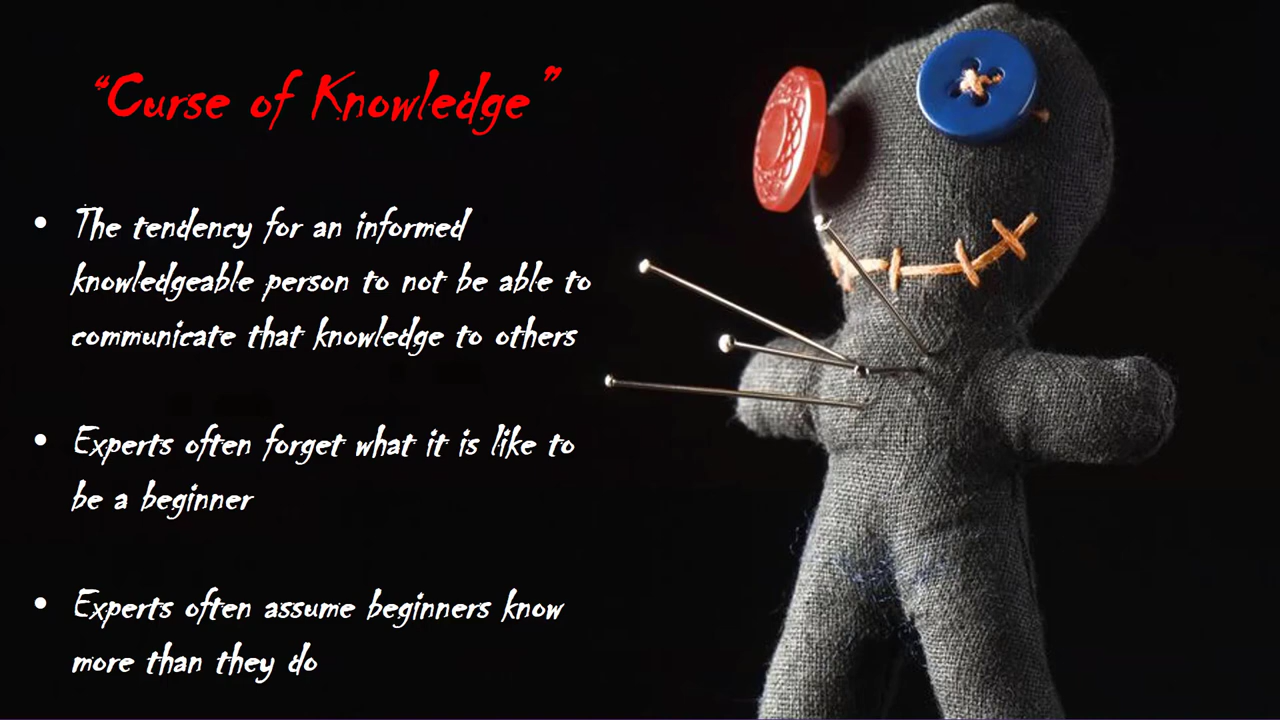 “Curse of Knowledge”
• The tendency for an informed
knowledgeable person to not be able to
communicate that knowledge to others
• Experts often forget what it is like to
be a beginner
• Experts often assume beginners know
more than they do